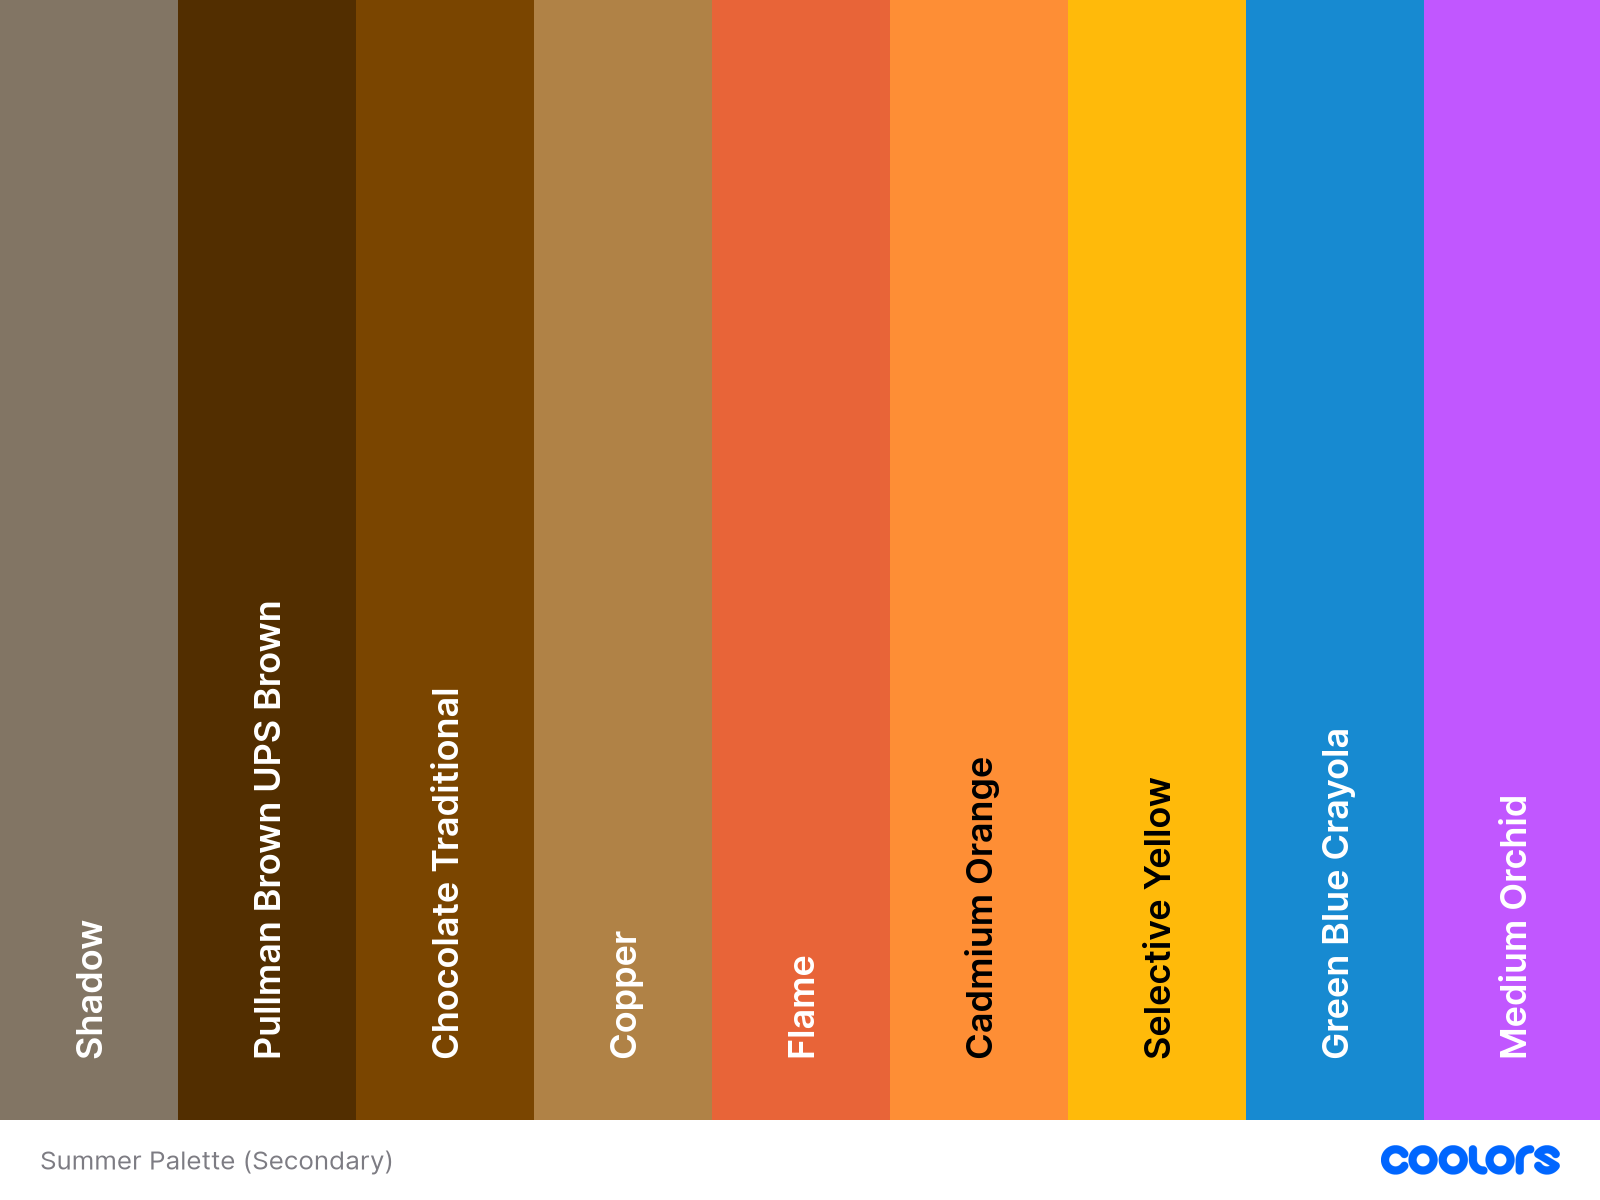 Shadow
Pullman Brown UPS Brown
Chocolate Traditional
Copper
Flame
Cadmium Orange
Selective Yellow
Green Blue Crayola
Medium Orchid
Summer Palette (Secondary)
coolors